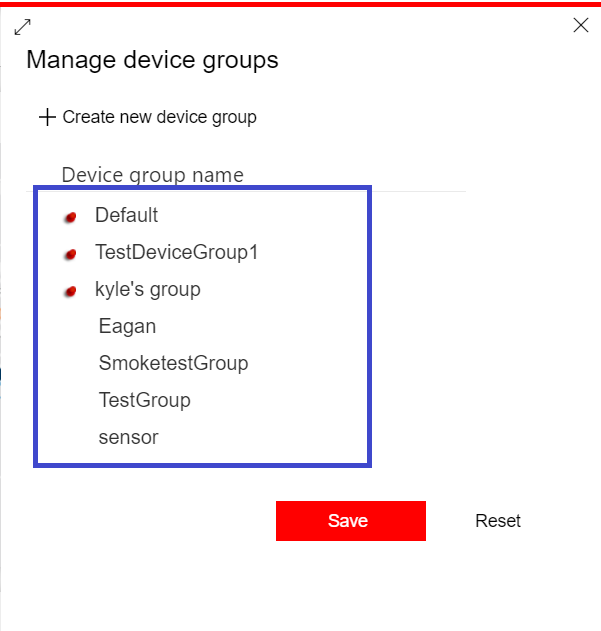 Manage device groups
Create new device group
Device group name
Default
TestDeviceGroup1
kyle's group
Eagan
SmoketestGroup
TestGroup
sensor
Save Reset